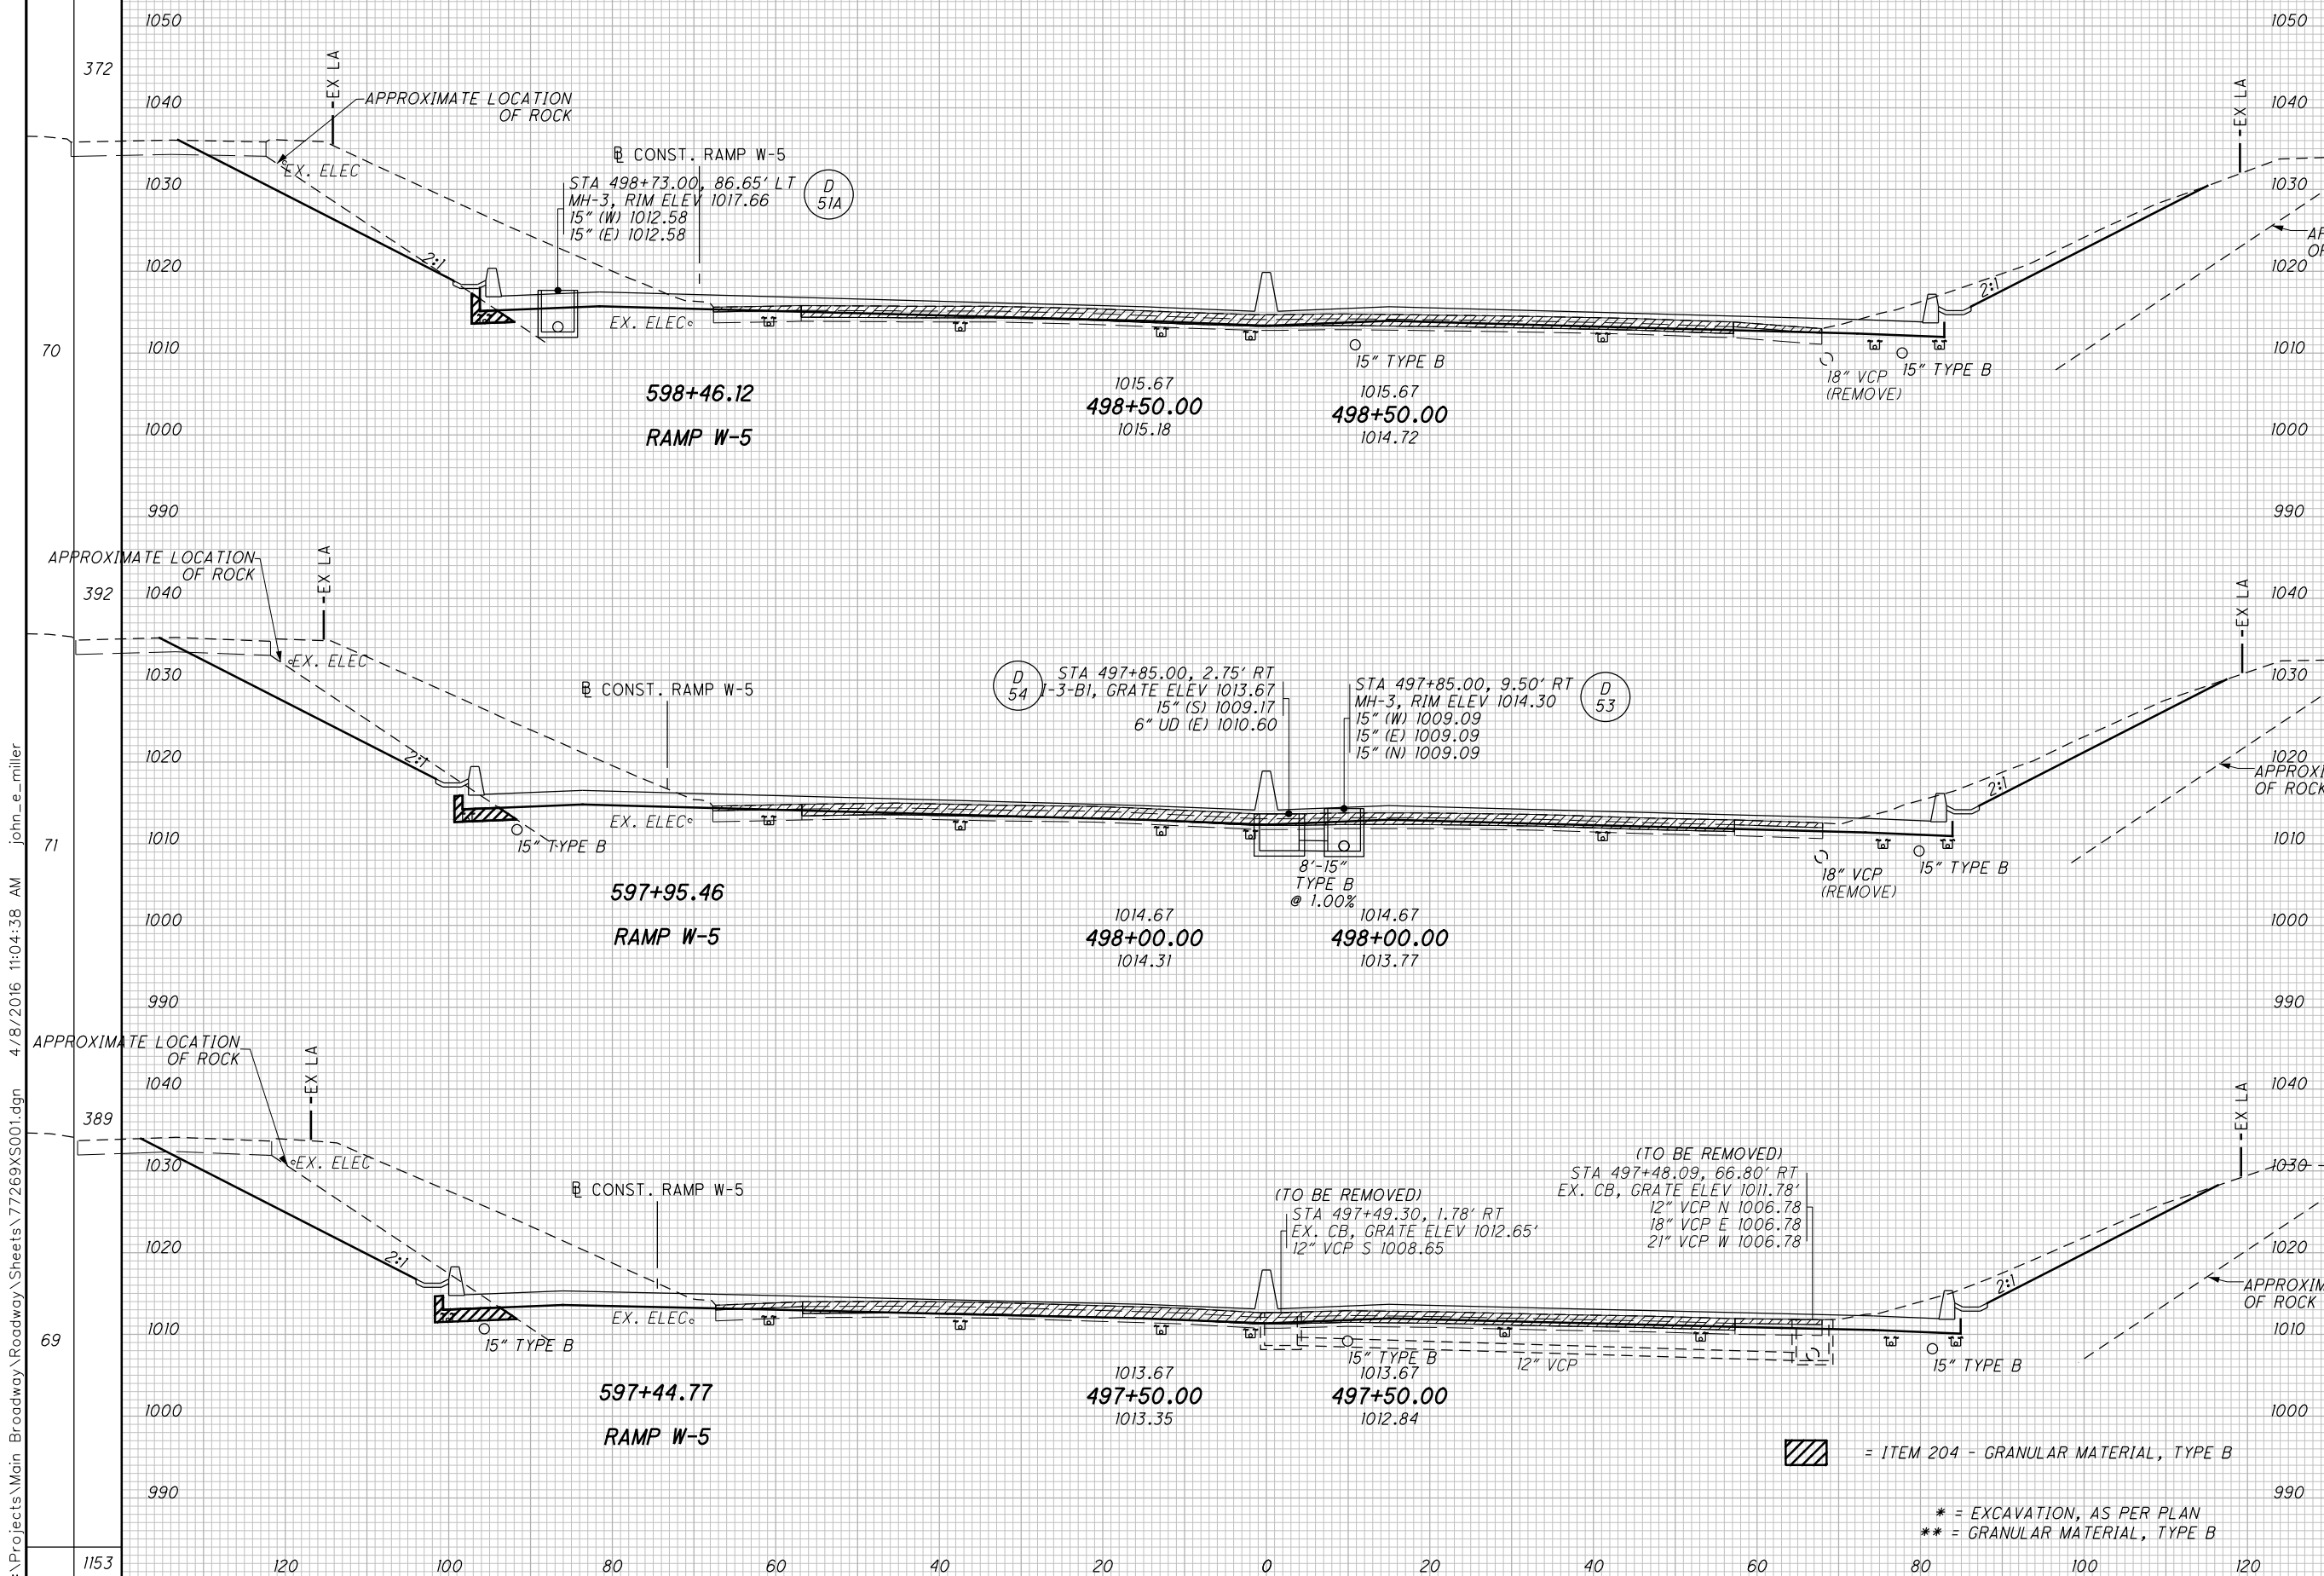 1050
1050
372
EX LA
EX LA
APPROXIMATE LOCATION
OF ROCK
1040
1040
EX. ELEC
℄ CONST. RAMP W-5
STA 498+73.00, 86.65' LT
MH-3, RIM ELEV 1017.66
15" (W) 1012.58
15" (E) 1012.58
D
51A
1030
1030
AP
OF
1020
1020
2:1
2:1
EX. ELEC
70
1010
1010
15" TYPE B
18" VCP
(REMOVE)
15" TYPE B
598+46.12
RAMP W-5
1015.67
498+50.00
1015.18
1015.67
498+50.00
1014.72
1000
1000
990
990
APPROXIMATE LOCATION
OF ROCK
EX LA
EX LA
392
1040
1040
EX. ELEC
1030
1030
℄ CONST. RAMP W-5
D
54
STA 497+85.00, 2.75' RT
I-3-B1, GRATE ELEV 1013.67
15" (S) 1009.17
6" UD (E) 1010.60
STA 497+85.00, 9.50' RT
MH-3, RIM ELEV 1014.30
15" (W) 1009.09
15" (E) 1009.09
15" (N) 1009.09
D
53
1020
1020
2:1
2:1
APPROXI
OF ROCK
EX. ELEC
71
1010
1010
15" TYPE B
8'-15"
TYPE B
@ 1.00%
18" VCP
(REMOVE)
15" TYPE B
597+95.46
RAMP W-5
1014.67
498+00.00
1014.31
1014.67
498+00.00
1013.77
1000
1000
990
990
APPROXIMATE LOCATION
OF ROCK
EX LA
EX LA
389
1040
1040
EX. ELEC
1030
1030
℄ CONST. RAMP W-5
(TO BE REMOVED)
STA 497+49.30, 1.78' RT
EX. CB, GRATE ELEV 1012.65'
12" VCP S 1008.65
(TO BE REMOVED)
STA 497+48.09, 66.80' RT
EX. CB, GRATE ELEV 1011.78'
12" VCP N 1006.78
18" VCP E 1006.78
21" VCP W 1006.78
1020
1020
2:1
2:1
APPROXIM
OF ROCK
EX. ELEC
69
1010
1010
15" TYPE B
15" TYPE B
12" VCP
15" TYPE B
597+44.77
RAMP W-5
1013.67
497+50.00
1013.35
1013.67
497+50.00
1012.84
1000
1000
= ITEM 204 - GRANULAR MATERIAL, TYPE B
990
990
* = EXCAVATION, AS PER PLAN
** = GRANULAR MATERIAL, TYPE B
1153
120 100 80 60 40 20 0 20 40 60 80 100 120
\Projects\Main Broadway\Roadway\Sheets\77269XS001.dgn 4/8/2016 11:04:38 AM john_e_miller